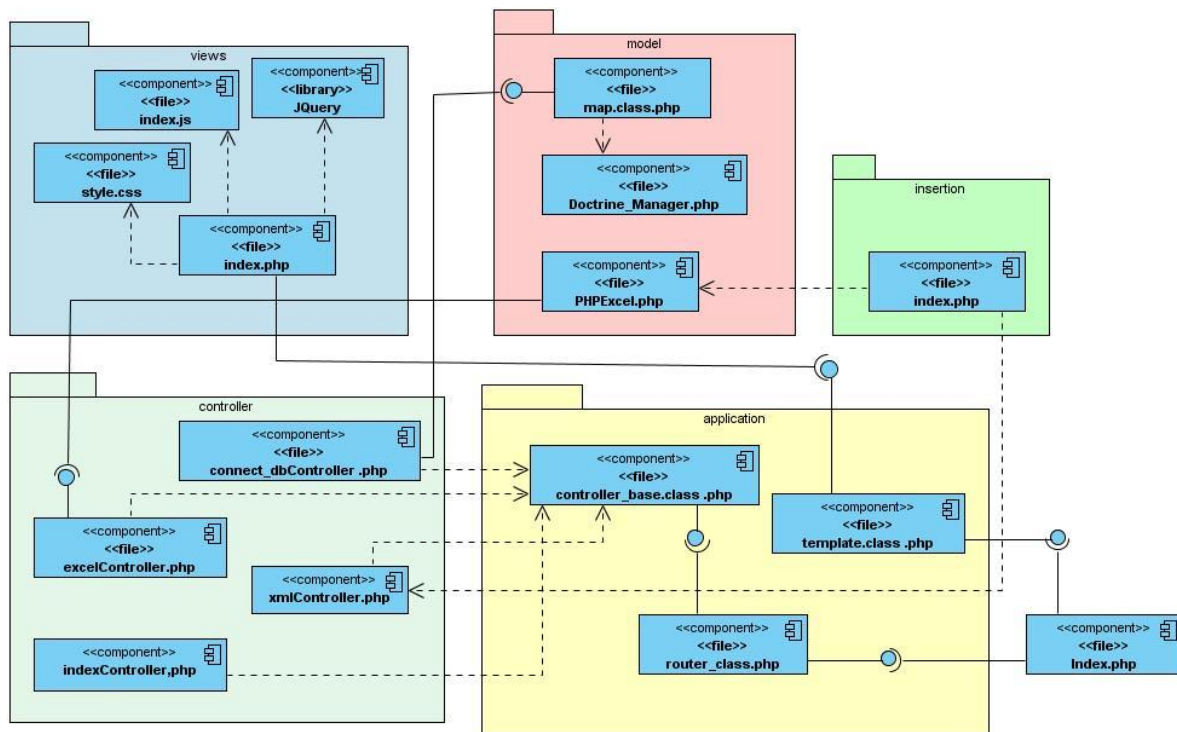 views
<<component>>
<<file>>
index.js
<<component>>
<<library>>
JQuery
<<component>>
<<file>>
style.css
<<component>>
<<file>>
index.php
model
<<component>>
<<file>>
map.class.php
<<component>>
<<file>>
Doctrine_Manager.php
<<component>>
<<file>>
PHPExcel.php
insertion
<<component>>
<<file>>
index.php
controller
<<component>>
<<file>>
connect_dbController .php
<<component>>
<<file>>
excelController.php
<<component>>
xmlController.php
<<component>>
indexController,php
application
<<component>>
<<file>>
controller_base.class .php
<<component>>
<<file>>
template.class .php
<<component>>
<<file>>
router_class.php
<<component>>
<<file>>
Index.php